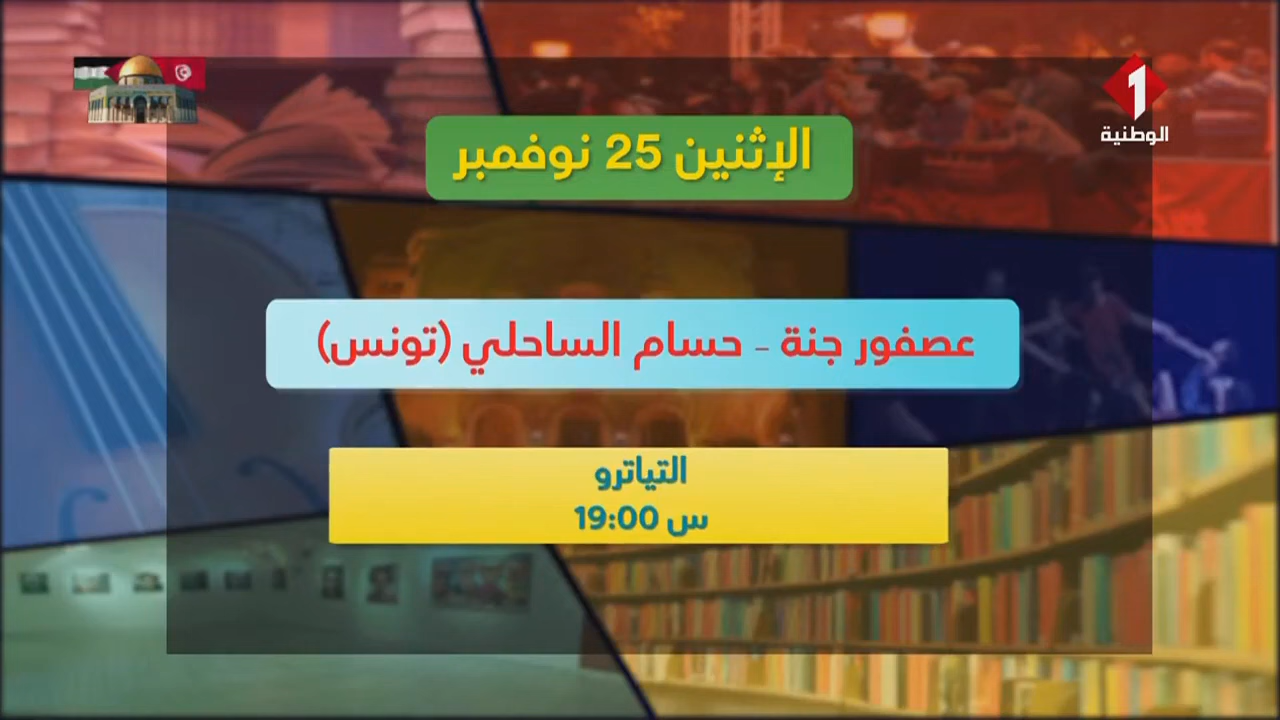 1
الوطنية
الإثنين 25 نوفمبر
عصفور جنة - حسام الساحلي (تونس)
التياترو
س 19:00